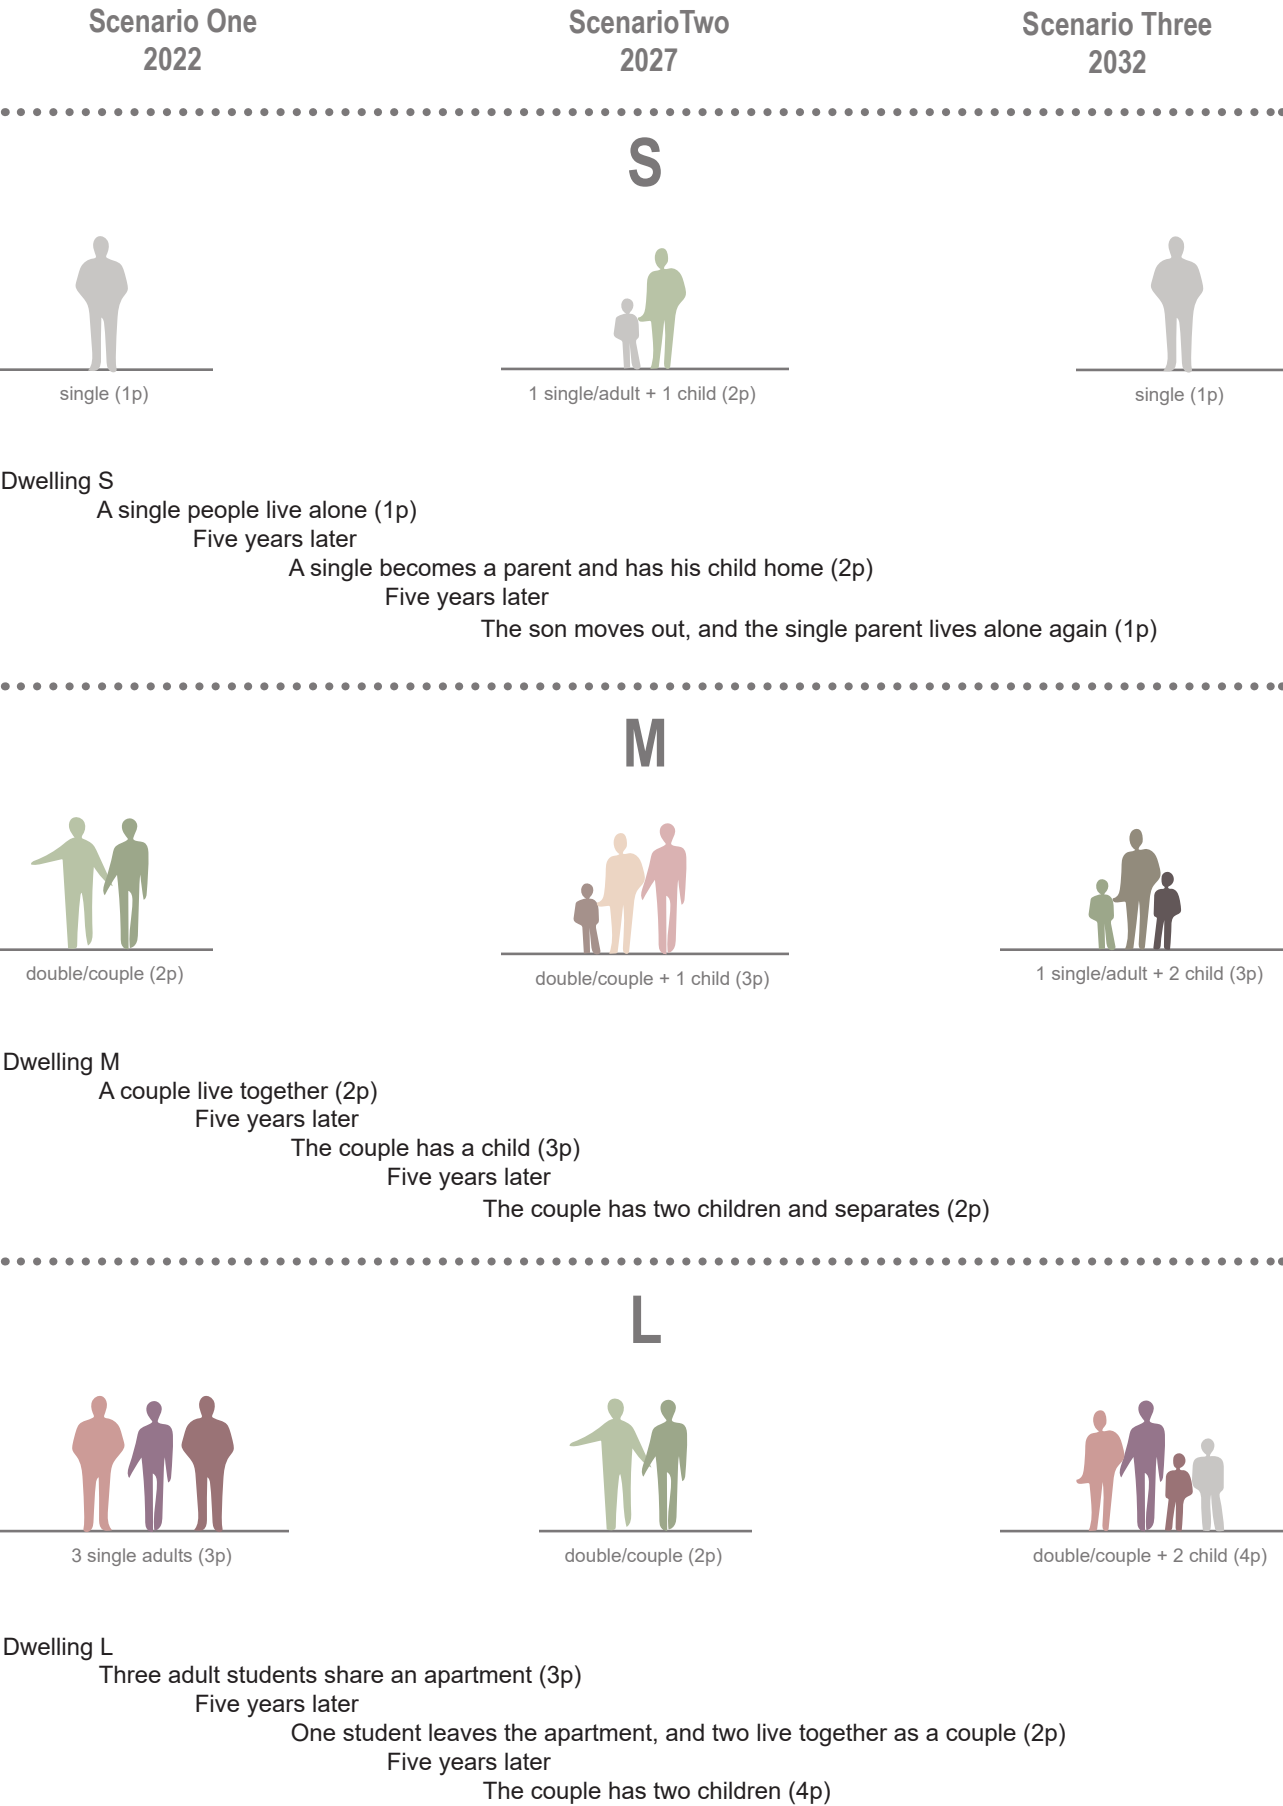 Scenario One
2022
ScenarioTwo
2027
Scenario Three
2032
S
single (1p)
1 single/adult + 1 child (2p)
single (1p)
Dwelling S
A single people live alone (1p)
Five years later
A single becomes a parent and has his child home (2p)
Five years later
The son moves out, and the single parent lives alone again (1p)
M
double/couple (2p)
double/couple + 1 child (3p)
1 single/adult + 2 child (3p)
Dwelling M
A couple live together (2p)
Five years later
The couple has a child (3p)
Five years later
The couple has two children and separates (2p)
L
3 single adults (3p)
double/couple (2p)
double/couple + 2 child (4p)
Dwelling L
Three adult students share an apartment (3p)
Five years later
One student leaves the apartment, and two live together as a couple (2p)
Five years later
The couple has two children (4p)